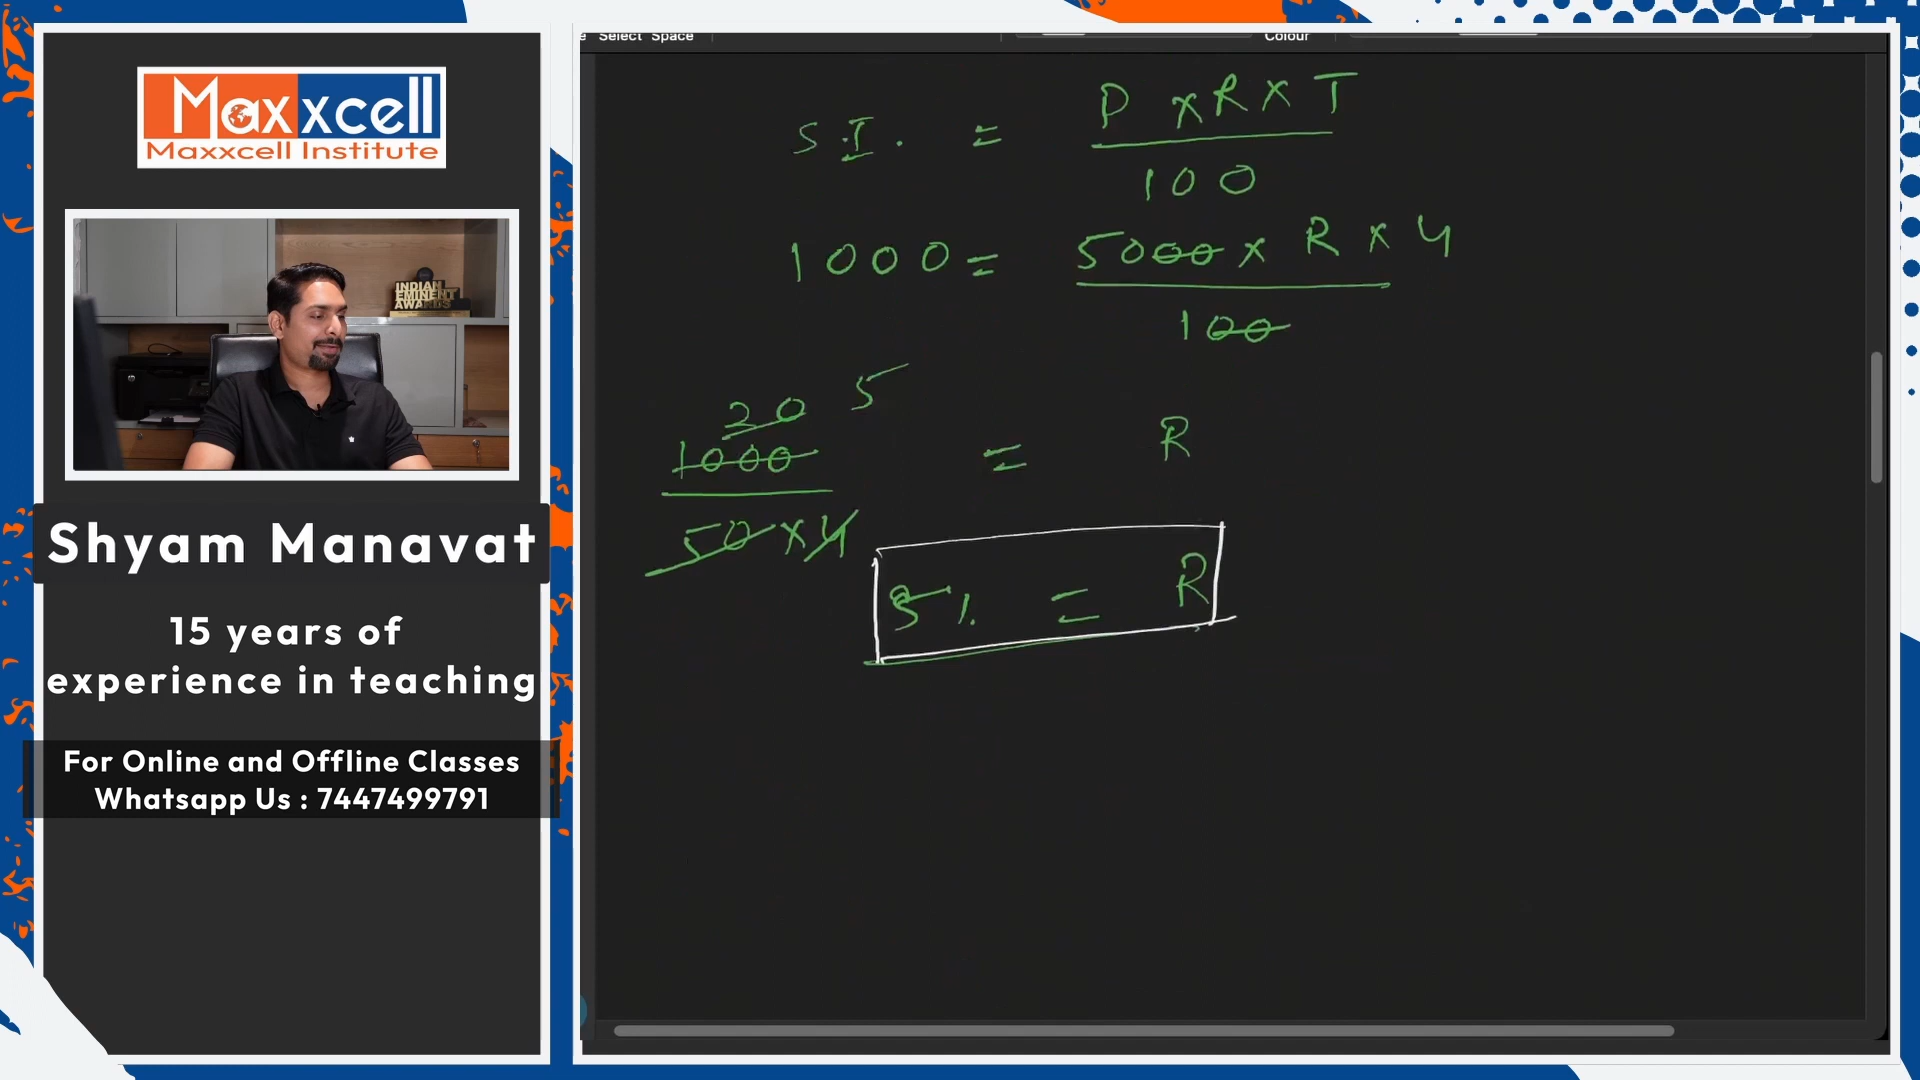 Select Space
Colour
Maxxcell
Maxxcell Institute
INDIAN
EMINENT
AWARDS
Shyam Manavat
15 years of
experience in teaching
For Online and Offline Classes
Whatsapp Us : 7447499791
S.I. = P × R × T
100
1000 = 5000 × R × 4
100
20 5
1000 = R
50 × 4
5% = R